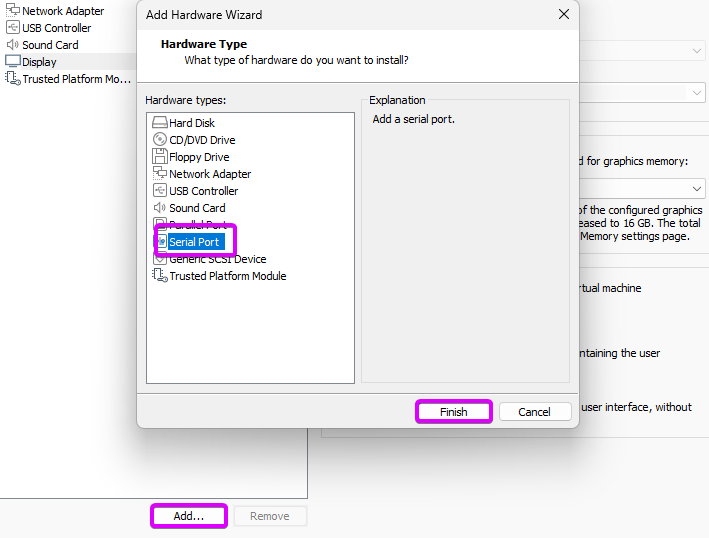 Network Adapter
USB Controller
Sound Card
Display
Trusted Platform Mo...
Add Hardware Wizard
Hardware Type
What type of hardware do you want to install?
Hardware types:
Hard Disk
CD/DVD Drive
Floppy Drive
Network Adapter
USB Controller
Sound Card
Parallel Port
Serial Port
Generic SCSI Device
Trusted Platform Module
Explanation
Add a serial port.
Finish
Cancel
d for graphics memory:
of the configured graphics
eased to 16 GB. The total
Memory settings page.
rtual machine
ntaining the user
user interface, without
Add...
Remove